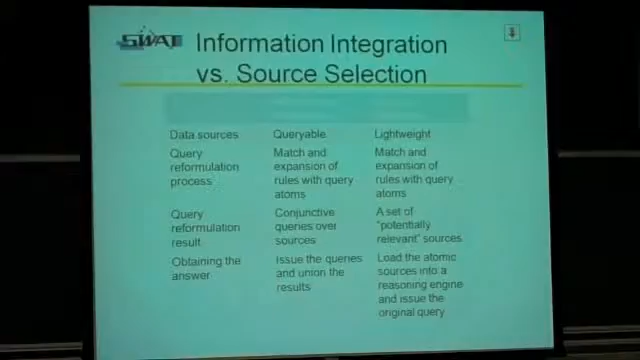 SWAT
Information Integration
vs. Source Selection
Data sources Queryable Lightweight
Query Match and Match and
reformulation expansion of expansion of
process rules with query rules with query
atoms atoms
Query Conjunctive A set of
reformulation queries over "potentially
result sources relevant" sources
Obtaining the Issue the queries Load the atomic
answer and union the sources into a
results reasoning engine
and issue the
original query